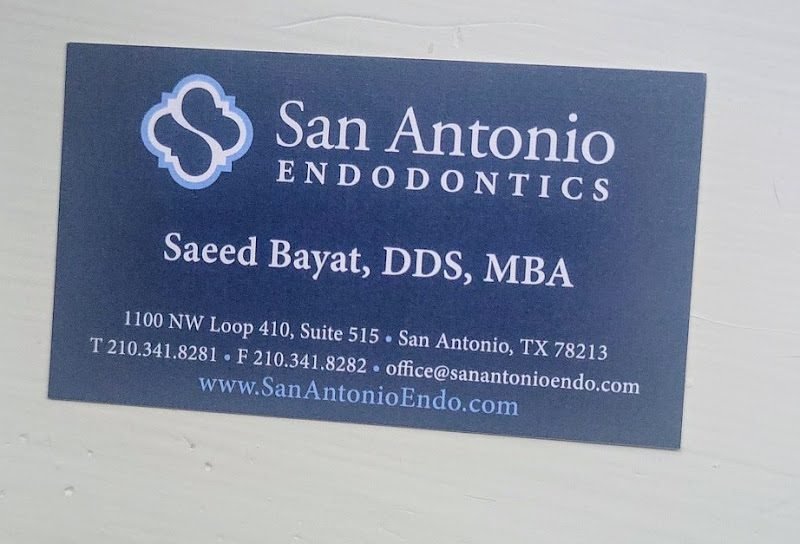 San Antonio
ENDODONTICS
Saeed Bayat, DDS, MBA
1100 NW Loop 410, Suite 515 • San Antonio, TX 78213
T 210.341.8281 • F 210.341.8282 • office@sanantonioendo.com
www.SanAntonioEndo.com